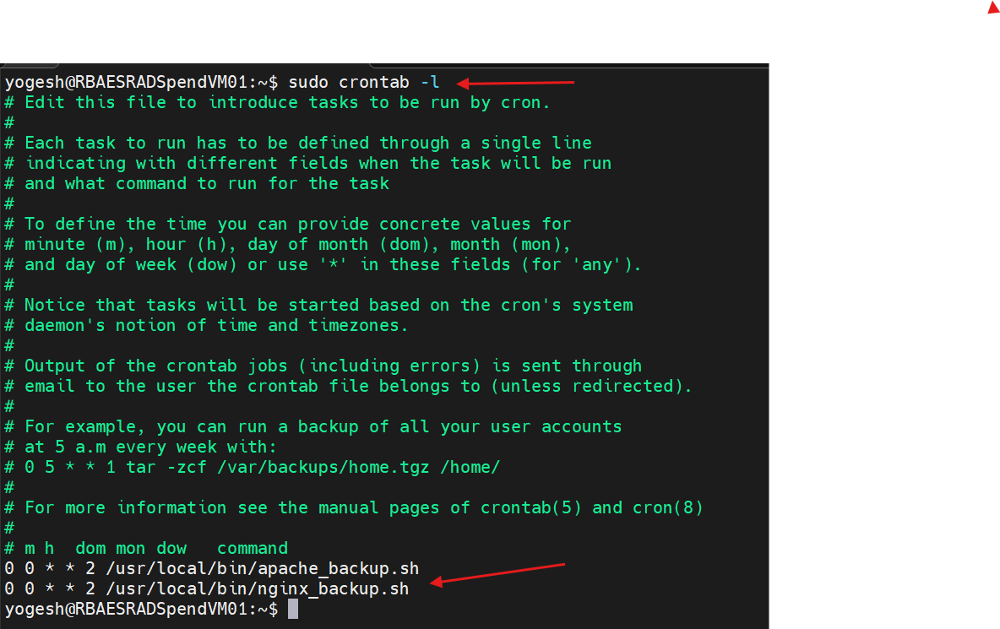 yogesh@RBAESRADSpendVM01:~$ sudo crontab -l
# Edit this file to introduce tasks to be run by cron.
#
# Each task to run has to be defined through a single line
# indicating with different fields when the task will be run
# and what command to run for the task
#
# To define the time you can provide concrete values for
# minute (m), hour (h), day of month (dom), month (mon),
# and day of week (dow) or use '*' in these fields (for 'any').
#
# Notice that tasks will be started based on the cron's system
# daemon's notion of time and timezones.
#
# Output of the crontab jobs (including errors) is sent through
# email to the user the crontab file belongs to (unless redirected).
#
# For example, you can run a backup of all your user accounts
# at 5 a.m every week with:
# 0 5 * * 1 tar -zcf /var/backups/home.tgz /home/
#
# For more information see the manual pages of crontab(5) and cron(8)
#
# m h  dom mon dow   command
0 0 * * 2 /usr/local/bin/apache_backup.sh
0 0 * * 2 /usr/local/bin/nginx_backup.sh
yogesh@RBAESRADSpendVM01:~$